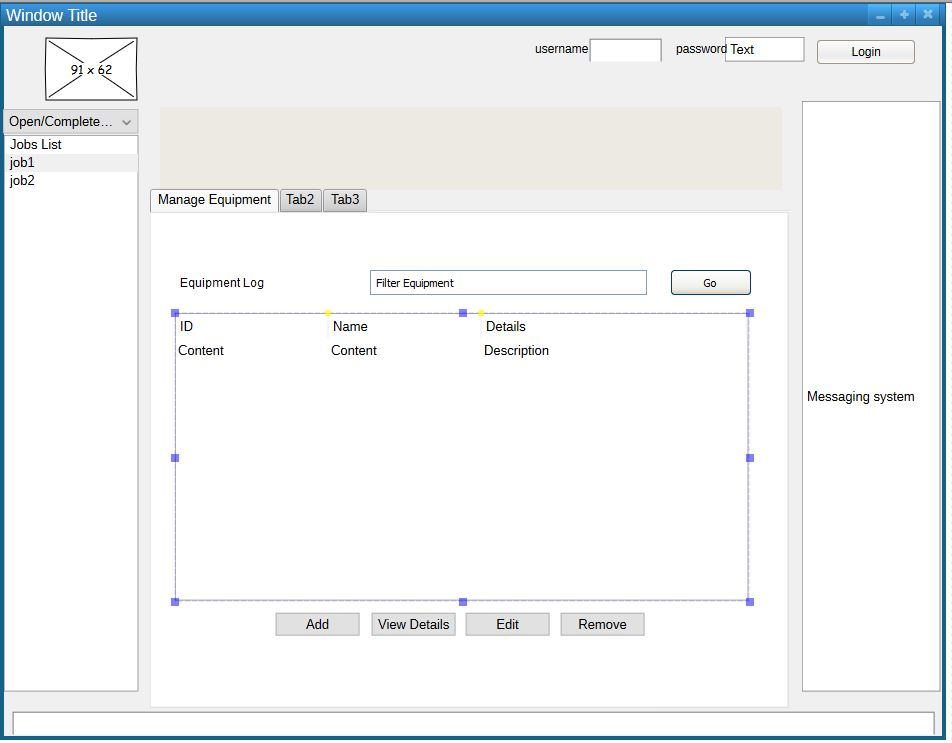 Window Title
91 x 62
username
password Text
Login
Open/Complete...
Jobs List
job1
job2
Manage Equipment Tab2 Tab3
Equipment Log
Filter Equipment
Go
ID Name Details
Content Content Description
Messaging system
Add View Details Edit Remove